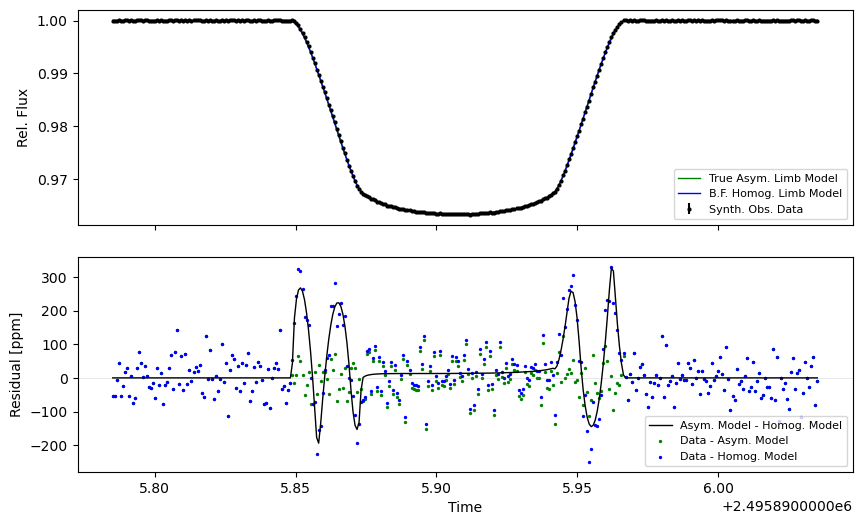 1.00
0.99
0.98
0.97
Rel. Flux
True Asym. Limb Model
B.F. Homog. Limb Model
Synth. Obs. Data
300
200
100
0
−100
−200
Residual [ppm]
Asym. Model - Homog. Model
Data - Asym. Model
Data - Homog. Model
5.80
5.85
5.90
5.95
6.00
Time
+2.4958900000e6